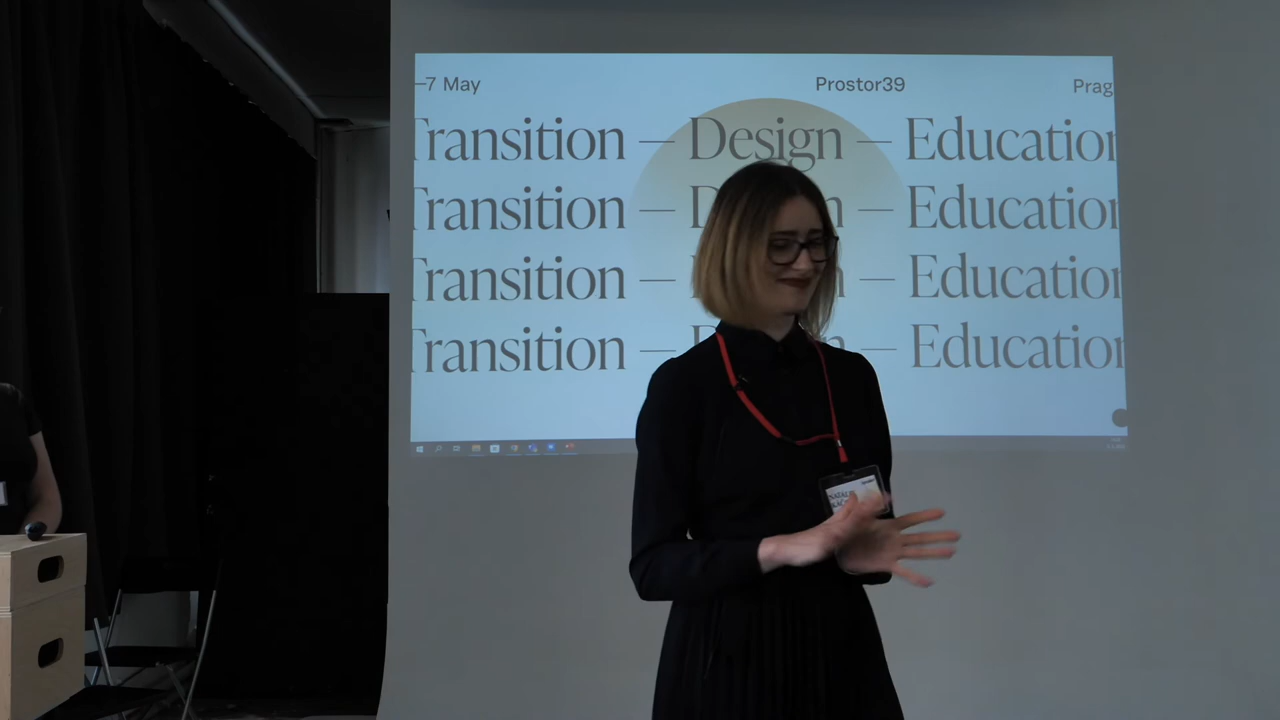 –7 May Prostor39 Prag
Transition — Design — Education
Transition — D n — Education
Transition — — Education
Transition — D — Education